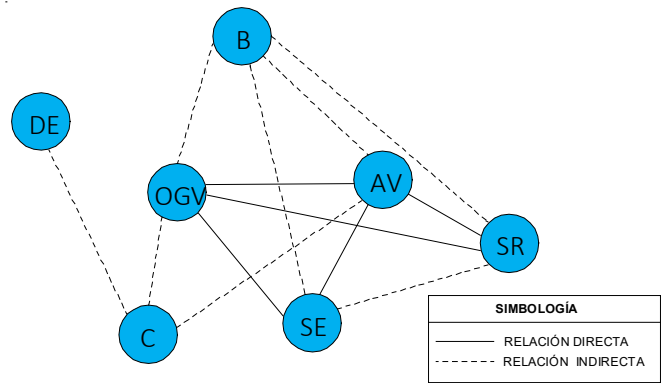 B
DE
OGV
AV
SR
C
SE
SIMBOLOGÍA
RELACIÓN DIRECTA
RELACIÓN INDIRECTA